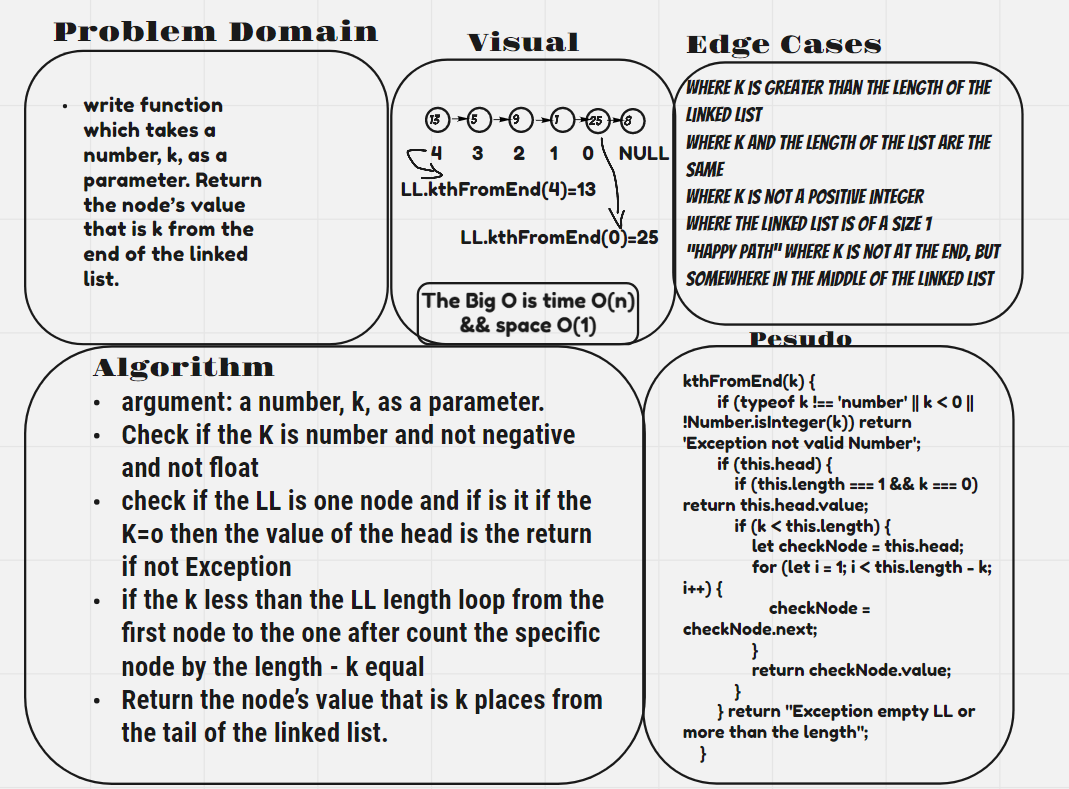 Problem Domain
• write function
which takes a
number, k, as a
parameter. Return
the node's value
that is k from the
end of the linked
list.
Visual
13 5 9 1 25 8
4 3 2 1 0 NULL
LL.kthFromEnd(4)=13
LL.kthFromEnd(0)=25
The Big O is time O(n)
&& space O(1)
Edge Cases
WHERE K IS GREATER THAN THE LENGTH OF THE
LINKED LIST
WHERE K AND THE LENGTH OF THE LIST ARE THE
SAME
WHERE K IS NOT A POSITIVE INTEGER
WHERE THE LINKED LIST IS OF A SIZE 1
"HAPPY PATH" WHERE K IS NOT AT THE END, BUT
SOMEWHERE IN THE MIDDLE OF THE LINKED LIST
Algorithm
• argument: a number, k, as a parameter.
• Check if the K is number and not negative
and not float
• check if the LL is one node and if is it if the
K=o then the value of the head is the return
if not Exception
• if the k less than the LL length loop from the
first node to the one after count the specific
node by the length - k equal
• Return the node's value that is k places from
the tail of the linked list.
Pesudo
kthFromEnd(k) {
if (typeof k !== 'number' || k < 0 ||
!Number.isInteger(k)) return
'Exception not valid Number';
if (this.head) {
if (this.length === 1 && k === 0)
return this.head.value;
if (k < this.length) {
let checkNode = this.head;
for (let i = 1; i < this.length - k;
i++) {
checkNode =
checkNode.next;
}
return checkNode.value;
}
} return "Exception empty LL or
more than the length";
}